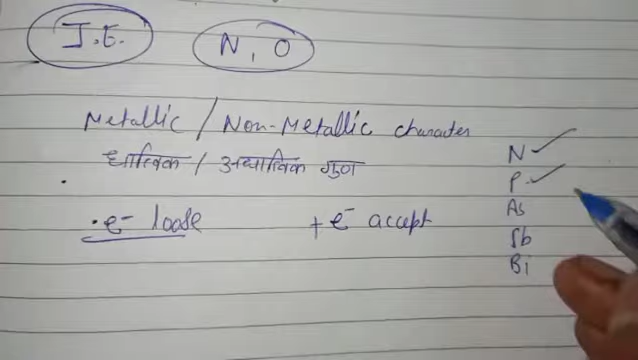 I.E. N, O
Metallic / Non-Metallic character
धात्विक / अधात्विक गुण
• e⁻ loose + e⁻ accept
N ✓
P ✓
As
Sb
Bi